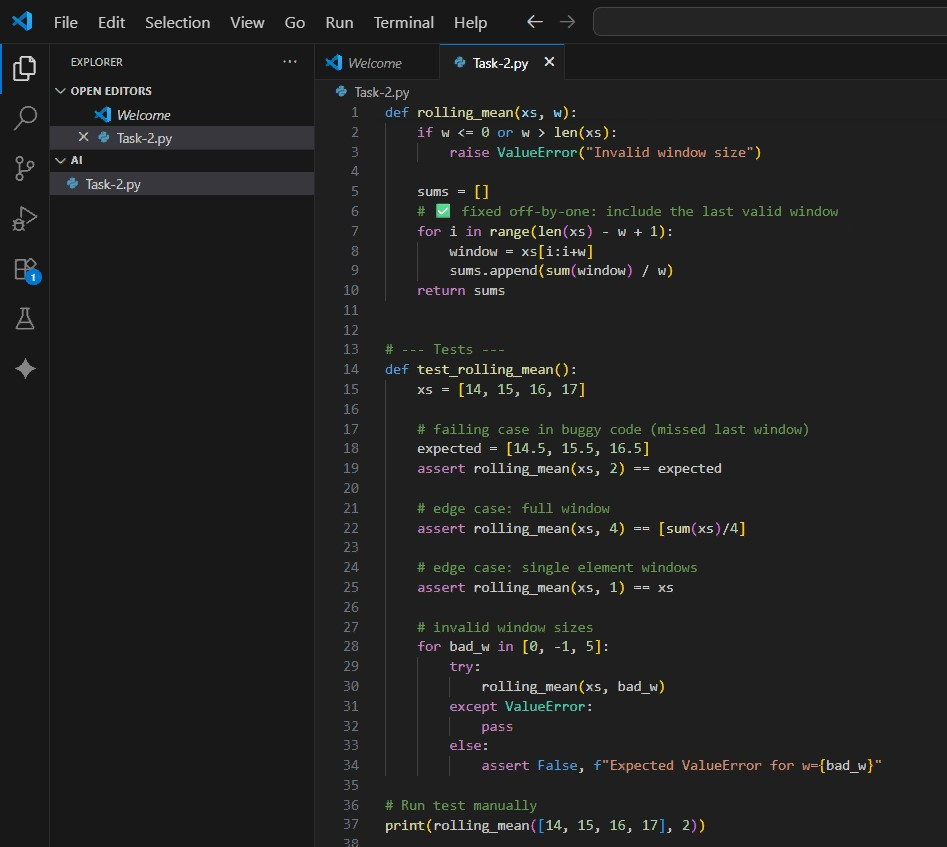 File Edit Selection View Go Run Terminal Help
EXPLORER ...
OPEN EDITORS
Welcome
Task-2.py
AI
Task-2.py
1
Welcome
Task-2.py
Task-2.py
1 def rolling_mean(xs, w):
2     if w <= 0 or w > len(xs):
3         raise ValueError("Invalid window size")
4
5     sums = []
6     # ✅ fixed off-by-one: include the last valid window
7     for i in range(len(xs) - w + 1):
8         window = xs[i:i+w]
9         sums.append(sum(window) / w)
10     return sums
11
12
13 # --- Tests ---
14 def test_rolling_mean():
15     xs = [14, 15, 16, 17]
16
17     # failing case in buggy code (missed last window)
18     expected = [14.5, 15.5, 16.5]
19     assert rolling_mean(xs, 2) == expected
20
21     # edge case: full window
22     assert rolling_mean(xs, 4) == [sum(xs)/4]
23
24     # edge case: single element windows
25     assert rolling_mean(xs, 1) == xs
26
27     # invalid window sizes
28     for bad_w in [0, -1, 5]:
29         try:
30             rolling_mean(xs, bad_w)
31         except ValueError:
32             pass
33         else:
34             assert False, f"Expected ValueError for w={bad_w}"
35
36 # Run test manually
37 print(rolling_mean([14, 15, 16, 17], 2))
38